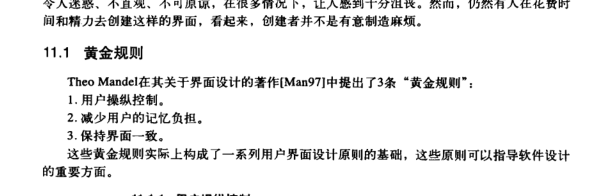 令人迷惑、不直观、不可原谅，在很多情况下，让人感到十分沮丧。然而，仍然有人在花费时
间和精力去创建这样的界面，看起来，创建者并不是有意制造麻烦。
11.1 黄金规则
Theo Mandel在其关于界面设计的著作[Man97]中提出了3条“黄金规则”：
1. 用户操纵控制。
2. 减少用户的记忆负担。
3. 保持界面一致。
这些黄金规则实际上构成了一系列用户界面设计原则的基础，这些原则可以指导软件设计
的重要方面。